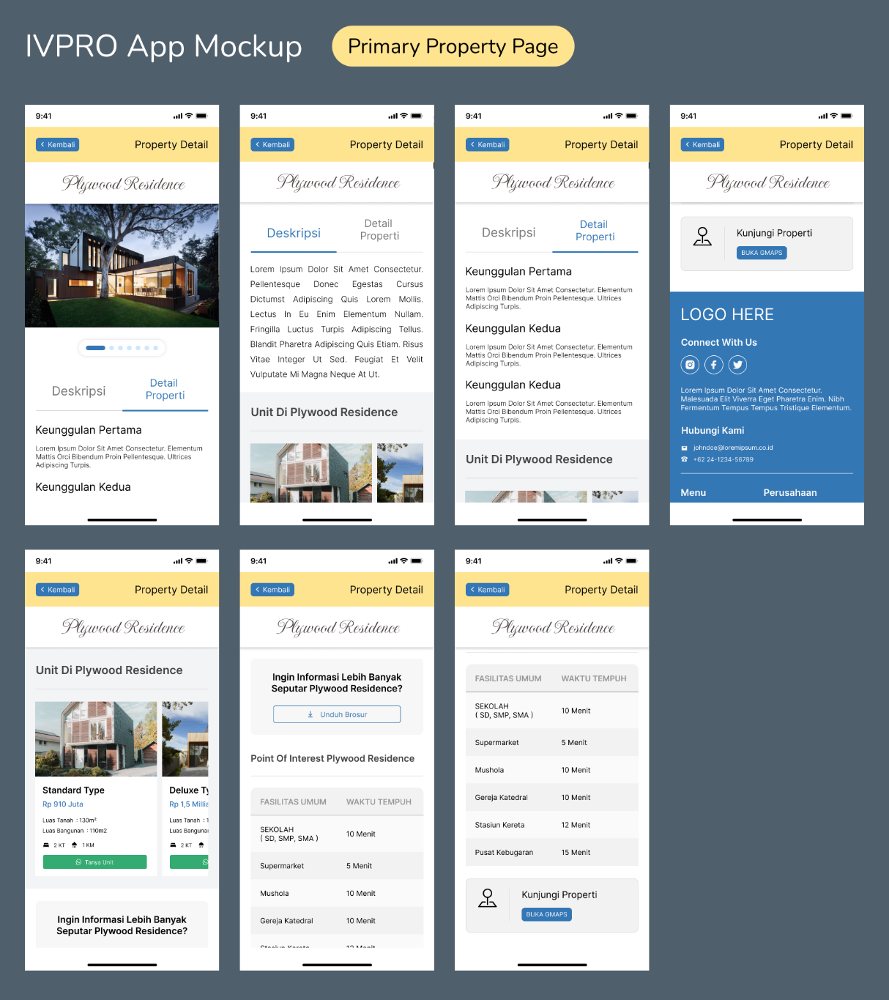 IVPRO App Mockup
Primary Property Page
9:41
Kembali
Property Detail
Plywood Residence
Deskripsi
Detail
Properti
Keunggulan Pertama
Lorem Ipsum Dolor Sit Amet Consectetur. Elementum
Mattis Orci Bibendum Proin Pellentesque. Ultrices
Adipiscing Turpis.
Keunggulan Kedua
9:41
Kembali
Property Detail
Plywood Residence
Deskripsi
Detail
Properti
Lorem Ipsum Dolor Sit Amet Consectetur.
Pellentesque Donec Egestas Cursus
Dictumst Adipiscing Quis Lorem Mollis.
Lectus In Eu Enim Elementum Nullam.
Fringilla Luctus Turpis Adipiscing Tellus.
Blandit Pharetra Adipiscing Quis Etiam. Risus
Vitae Integer Ut Sed. Feugiat Et Velit
Vulputate Mi Magna Neque At Ut.
Unit Di Plywood Residence
9:41
Kembali
Property Detail
Plywood Residence
Deskripsi
Detail
Properti
Keunggulan Pertama
Lorem Ipsum Dolor Sit Amet Consectetur. Elementum
Mattis Orci Bibendum Proin Pellentesque. Ultrices
Adipiscing Turpis.
Keunggulan Kedua
Lorem Ipsum Dolor Sit Amet Consectetur. Elementum
Mattis Orci Bibendum Proin Pellentesque. Ultrices
Adipiscing Turpis.
Keunggulan Kedua
Lorem Ipsum Dolor Sit Amet Consectetur. Elementum
Mattis Orci Bibendum Proin Pellentesque. Ultrices
Adipiscing Turpis.
Unit Di Plywood Residence
9:41
Kembali
Property Detail
Plywood Residence
Kunjungi Properti
BUKA GMAPS
LOGO HERE
Connect With Us
Lorem Ipsum Dolor Sit Amet Consectetur.
Malesuada Elit Viverra Eget Pharetra Enim. Nibh
Fermentum Tempus Tempus Tristique Elementum.
Hubungi Kami
johndoe@loremipsum.co.id
+62 24-1234-56789
Menu
Perusahaan
9:41
Kembali
Property Detail
Plywood Residence
Unit Di Plywood Residence
Standard Type
Rp 910 Juta
Luas Tanah : 130m²
Luas Bangunan : 110m2
2 KT
1 KM
Tanya Unit
Deluxe Ty
Rp 1,5 Millia
Luas Tanah : 1
Luas Banguna
2 KT
Ingin Informasi Lebih Banyak
Seputar Plywood Residence?
9:41
Kembali
Property Detail
Plywood Residence
Ingin Informasi Lebih Banyak
Seputar Plywood Residence?
Unduh Brosur
Point Of Interest Plywood Residence
FASILITAS UMUM WAKTU TEMPUH
SEKOLAH
( SD, SMP, SMA ) 10 Menit
Supermarket 5 Menit
Mushola 10 Menit
Gereja Katedral 10 Menit
Stasiun Kereta 12 Menit
9:41
Kembali
Property Detail
Plywood Residence
FASILITAS UMUM WAKTU TEMPUH
SEKOLAH
( SD, SMP, SMA ) 10 Menit
Supermarket 5 Menit
Mushola 10 Menit
Gereja Katedral 10 Menit
Stasiun Kereta 12 Menit
Pusat Kebugaran 15 Menit
Kunjungi Properti
BUKA GMAPS